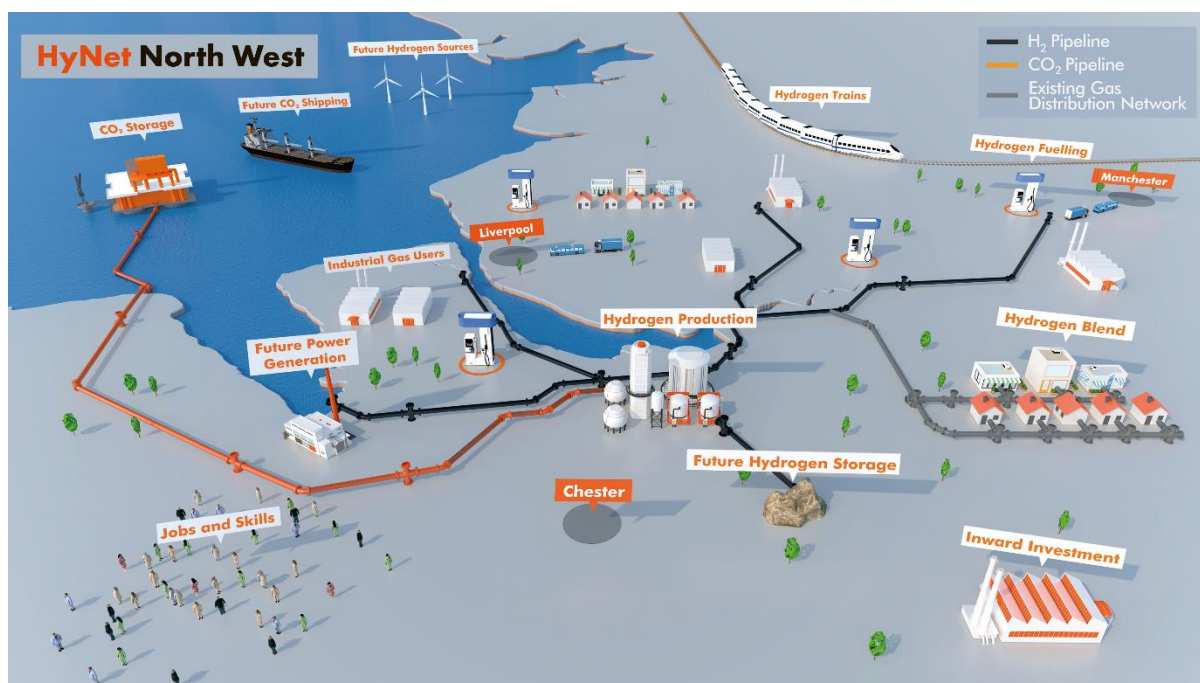 HyNet North West
Future Hydrogen Sources
H₂ Pipeline
CO₂ Pipeline
Existing Gas
Distribution Network
Future CO₂ Shipping
CO₂ Storage
Hydrogen Trains
Hydrogen Fuelling
Manchester
Liverpool
Industrial Gas Users
Hydrogen Production
Hydrogen Blend
Future Power
Generation
Future Hydrogen Storage
Chester
Jobs and Skills
Inward Investment